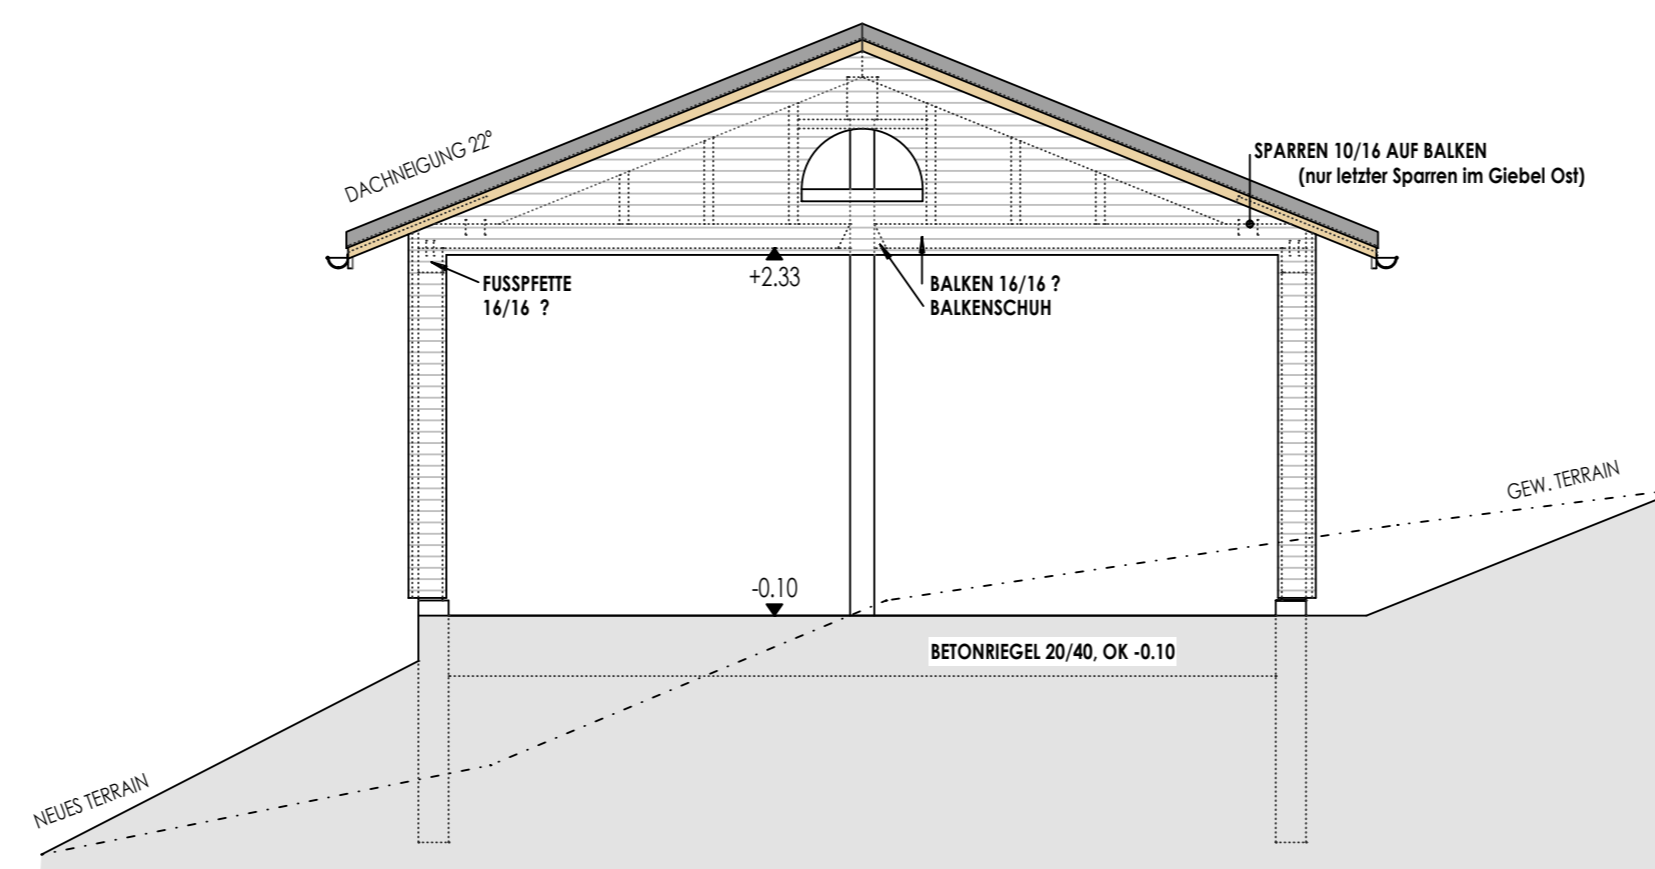 DACHNEIGUNG 22°
SPARREN 10/16 AUF BALKEN
(nur letzter Sparren im Giebel Ost)
FUSSPFETTE
16/16 ?
+2.33
BALKEN 16/16 ?
BALKENSCHUH
GEW. TERRAIN
-0.10
BETONRIEGEL 20/40, OK -0.10
NEUES TERRAIN